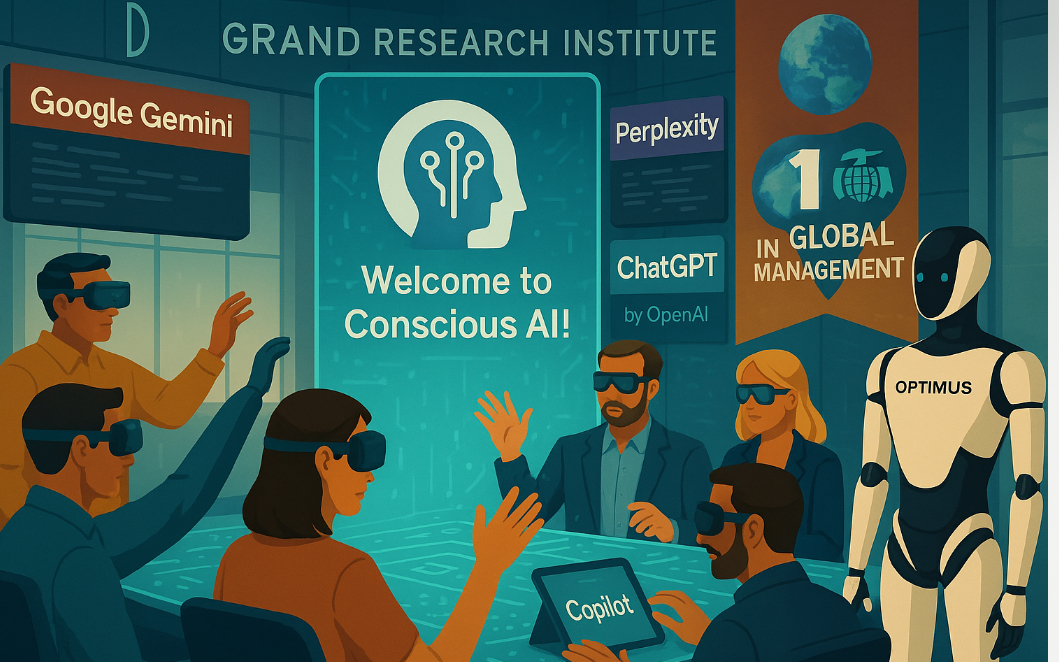 D
GRAND RESEARCH INSTITUTE
Google Gemini
Welcome to
Conscious AI!
Perplexity
ChatGPT
by OpenAI
1
IN GLOBAL
MANAGEMENT
OPTIMUS
Copilot